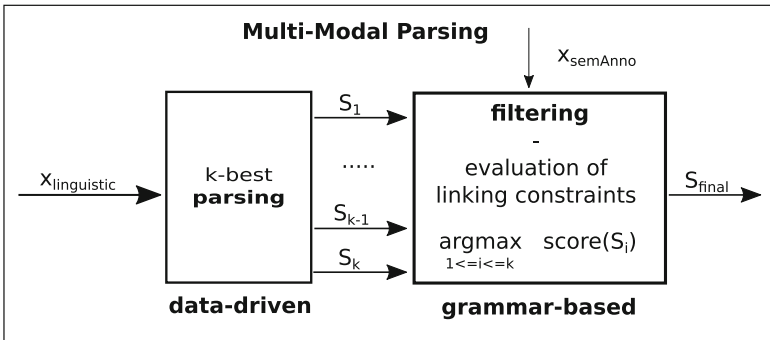 Multi-Modal Parsing
x_semAnno
x_linguistic
k-best
parsing
S_1
.....
S_k-1
S_k
filtering
-
evaluation of
linking constraints
argmax score(S_i)
1<=i<=k
S_final
data-driven
grammar-based